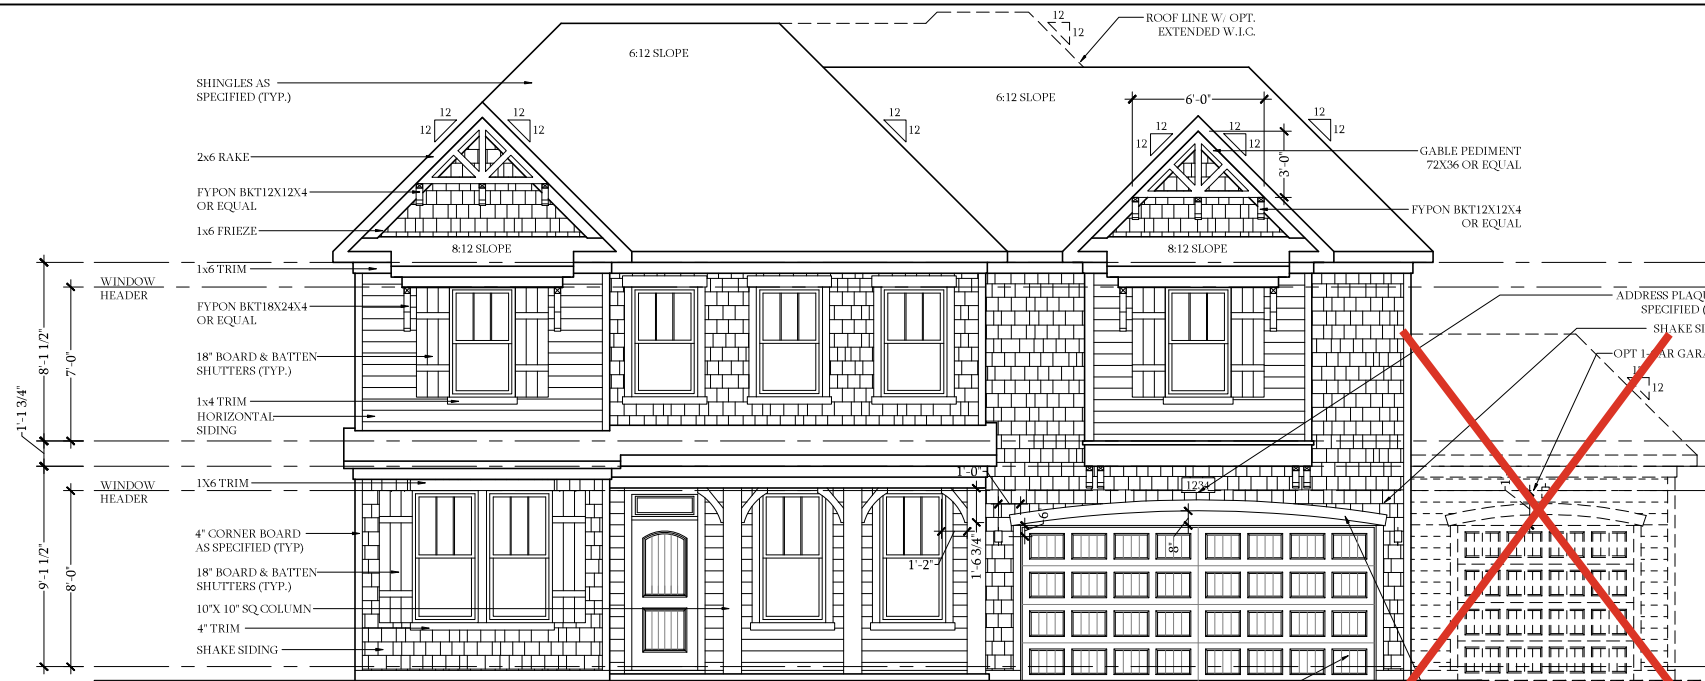 12
12
ROOF LINE W/ OPT.
EXTENDED W.I.C.
6:12 SLOPE
SHINGLES AS
SPECIFIED (TYP.)
6:12 SLOPE
6'-0"
12
12
12
12
12
12
12
12
12
12
12
12
2x6 RAKE
GABLE PEDIMENT
72X36 OR EQUAL
3'-0"
FYPON BKT12X12X4
OR EQUAL
FYPON BKT12X12X4
OR EQUAL
1x6 FRIEZE
8:12 SLOPE
8:12 SLOPE
1x6 TRIM
WINDOW
HEADER
FYPON BKT18X24X4
OR EQUAL
ADDRESS PLAQU
SPECIFIED (
SHAKE SI
OPT 1-CAR GARA
12
12
8'-1 1/2"
7'-0"
18" BOARD & BATTEN
SHUTTERS (TYP.)
1'-1 3/4"
1x4 TRIM
HORIZONTAL
SIDING
WINDOW
HEADER
1X6 TRIM
1'-0"
1234
4" CORNER BOARD
AS SPECIFIED (TYP)
6"
8"
1'-2"
1'-6 3/4"
9'-1 1/2"
8'-0"
18" BOARD & BATTEN
SHUTTERS (TYP.)
10"X 10" SQ COLUMN
4" TRIM
SHAKE SIDING